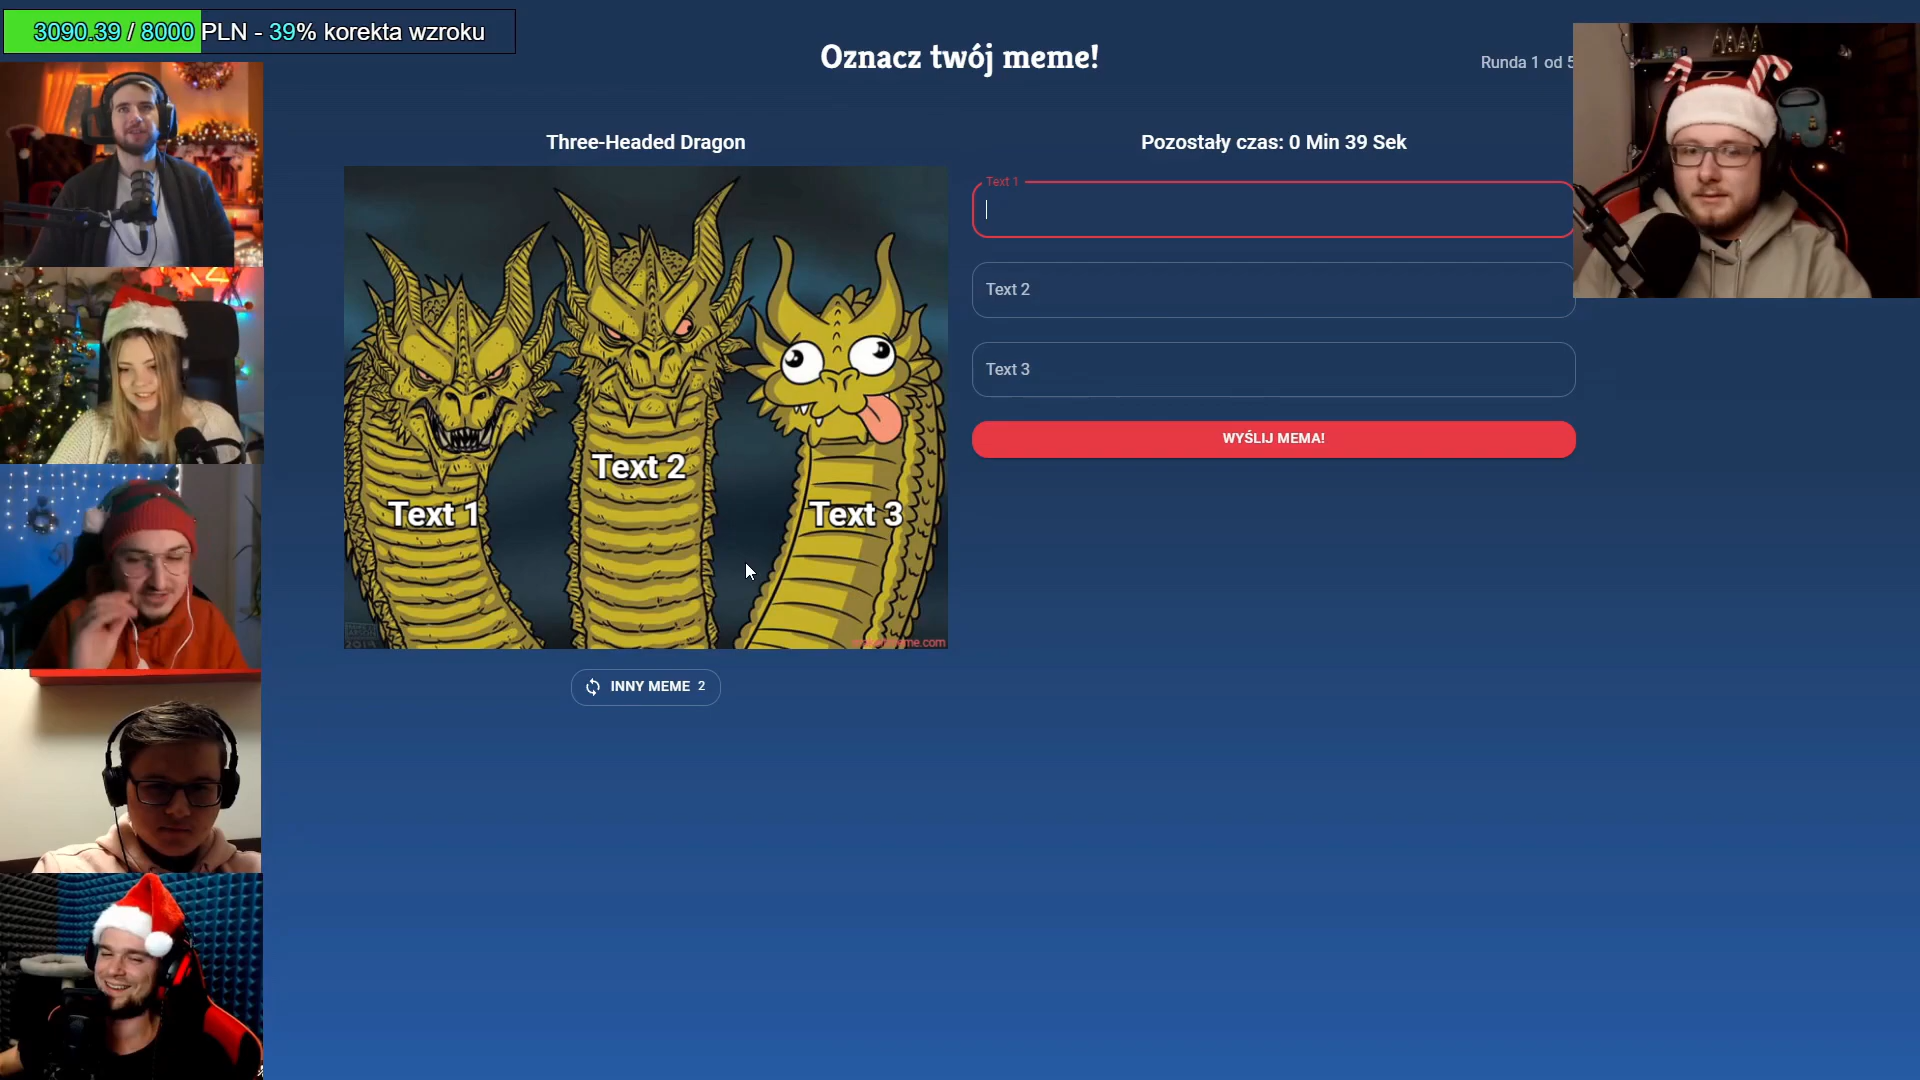 3090.39 / 8000 PLN - 39% korekta wzroku
Oznacz twój meme!
Runda 1 od 5
Three-Headed Dragon
Pozostały czas: 0 Min 39 Sek
Text 1
Text 2
Text 3
WYŚLIJ MEMA!
Text 1
Text 2
Text 3
INNY MEME 2